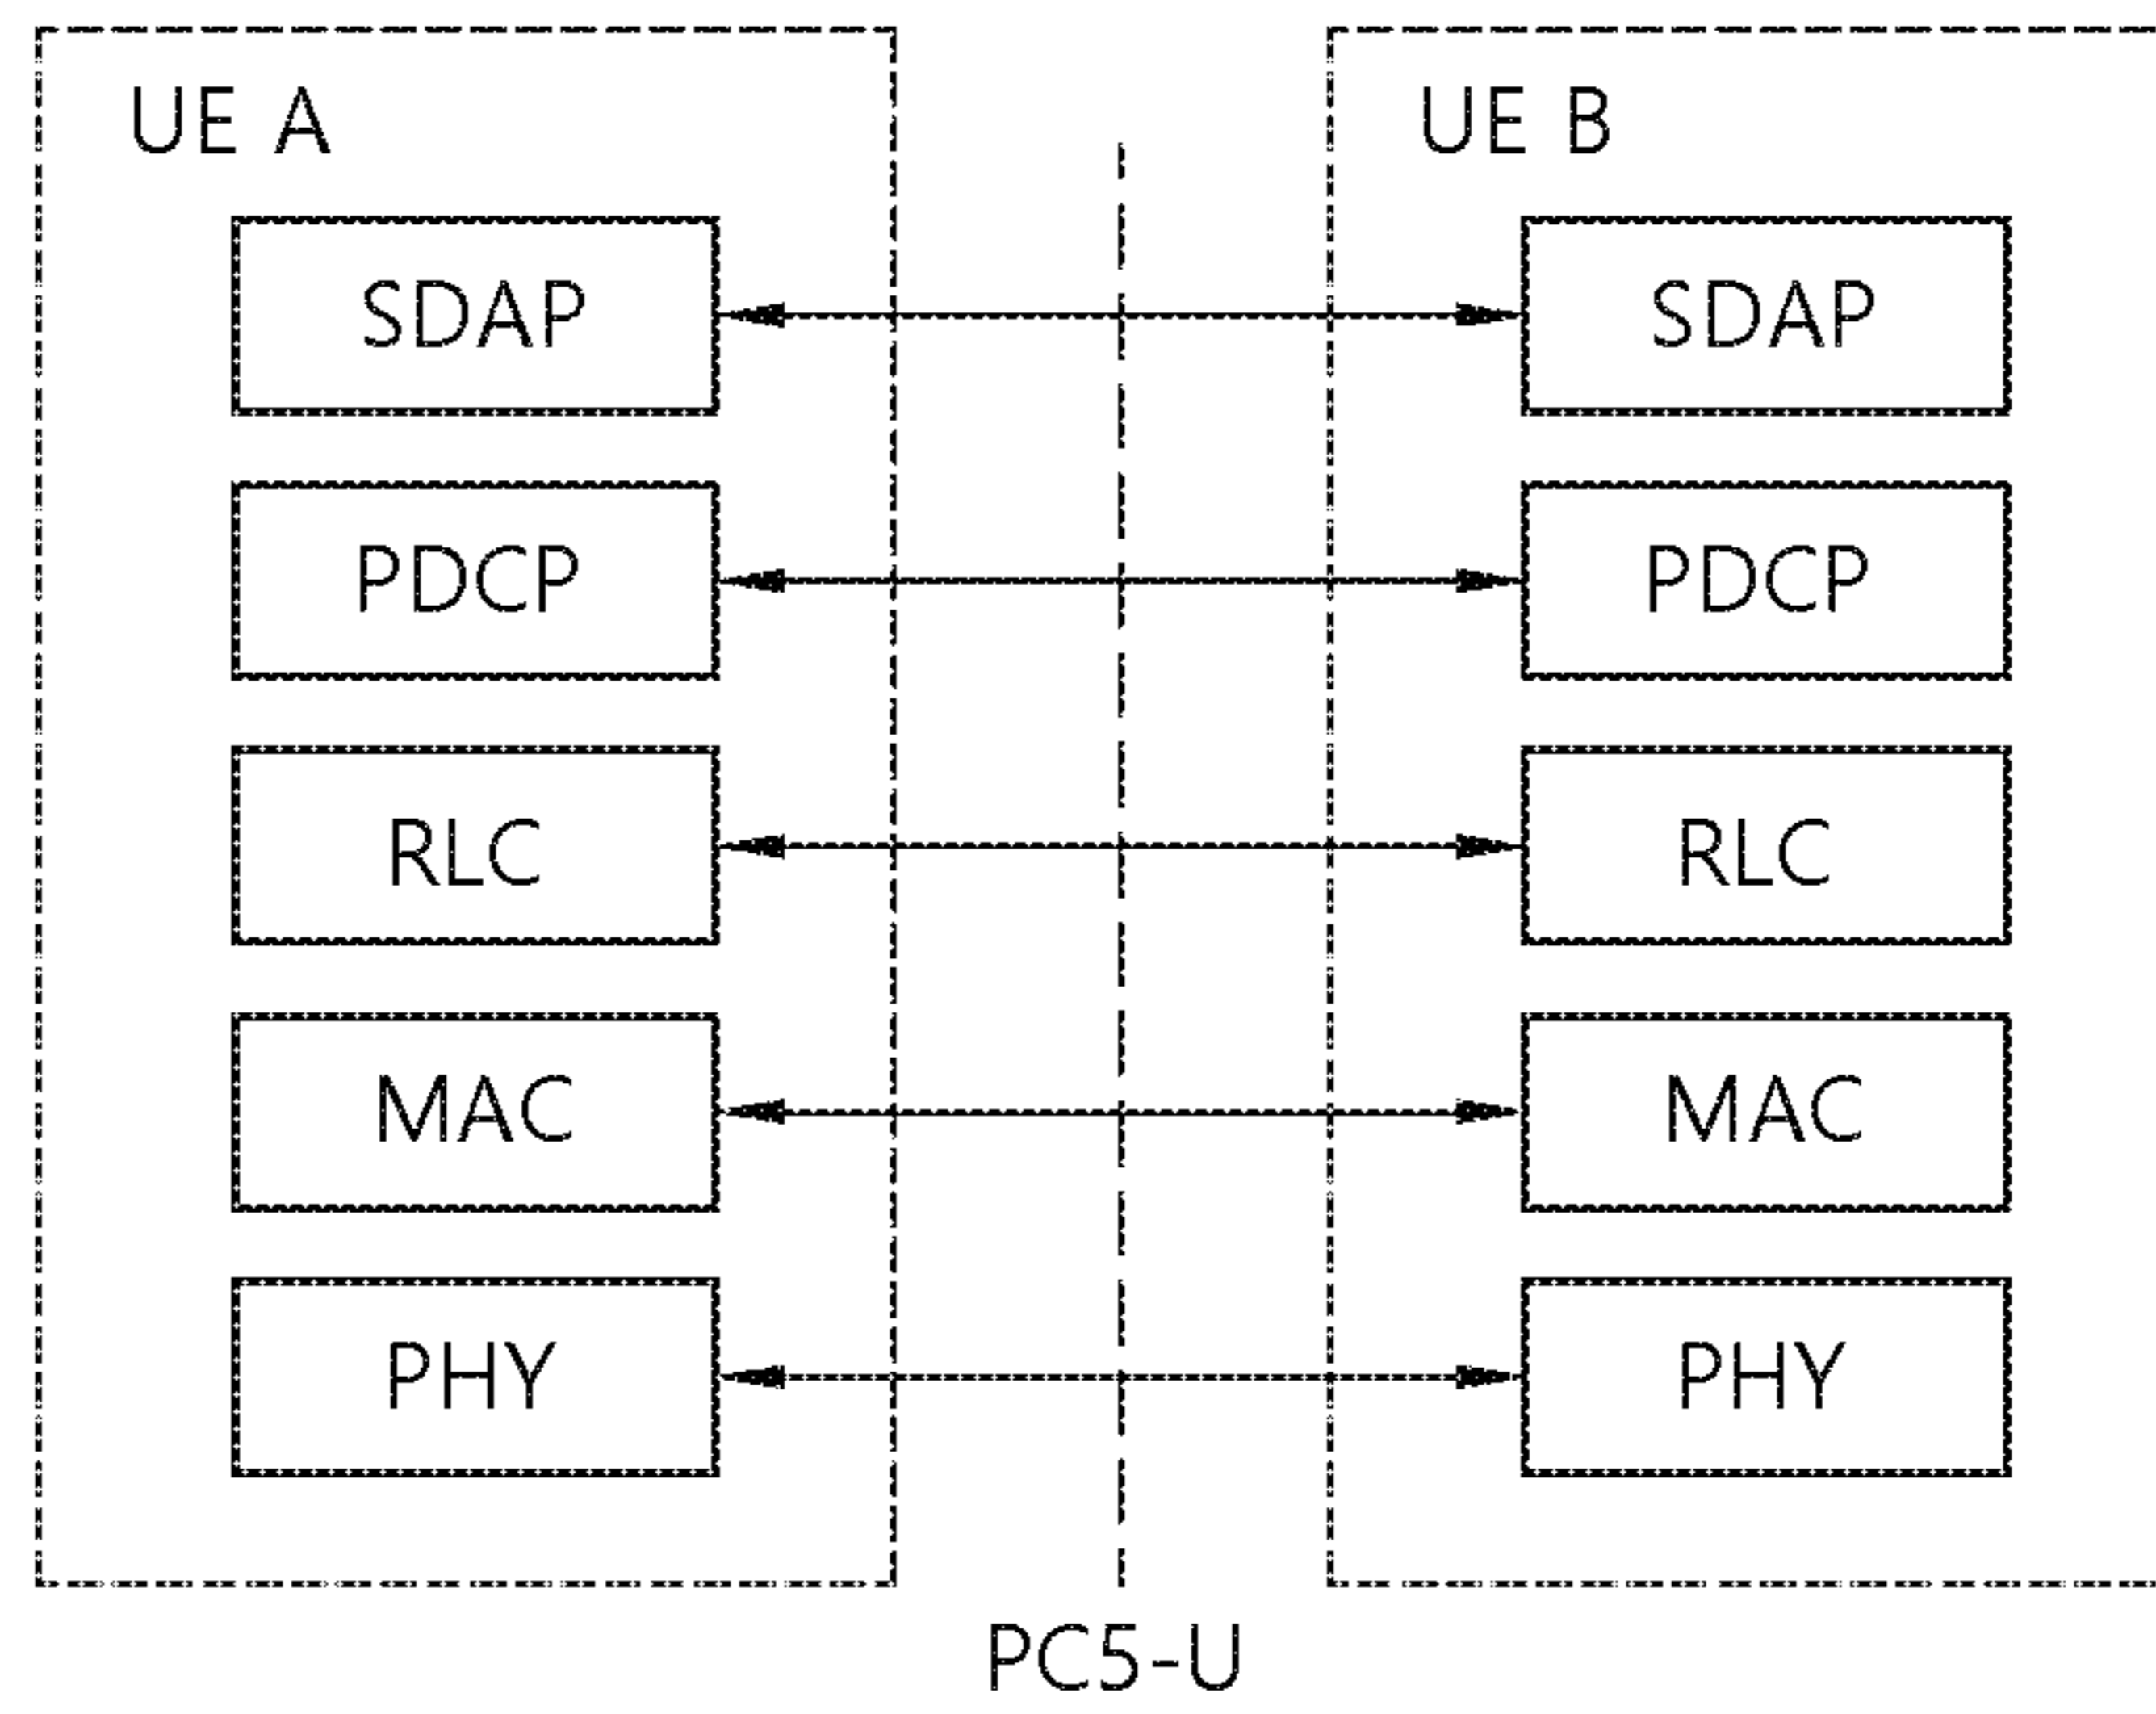 UE A
UE B
SDAP
SDAP
PDCP
PDCP
RLC
RLC
MAC
MAC
PHY
PHY
PC5-U